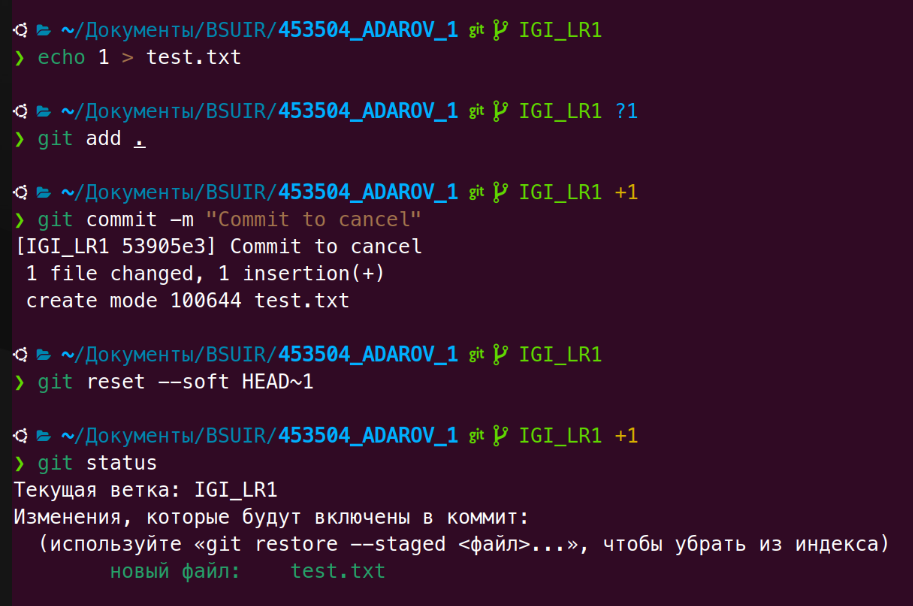 ~/Документы/BSUIR/453504_ADAROV_1 git IGI_LR1
❯ echo 1 > test.txt
~/Документы/BSUIR/453504_ADAROV_1 git IGI_LR1 ?1
❯ git add .
~/Документы/BSUIR/453504_ADAROV_1 git IGI_LR1 +1
❯ git commit -m "Commit to cancel"
[IGI_LR1 53905e3] Commit to cancel
1 file changed, 1 insertion(+)
create mode 100644 test.txt
~/Документы/BSUIR/453504_ADAROV_1 git IGI_LR1
❯ git reset --soft HEAD~1
~/Документы/BSUIR/453504_ADAROV_1 git IGI_LR1 +1
❯ git status
Текущая ветка: IGI_LR1
Изменения, которые будут включены в коммит:
(используйте «git restore --staged <файл>...», чтобы убрать из индекса)
новый файл:    test.txt